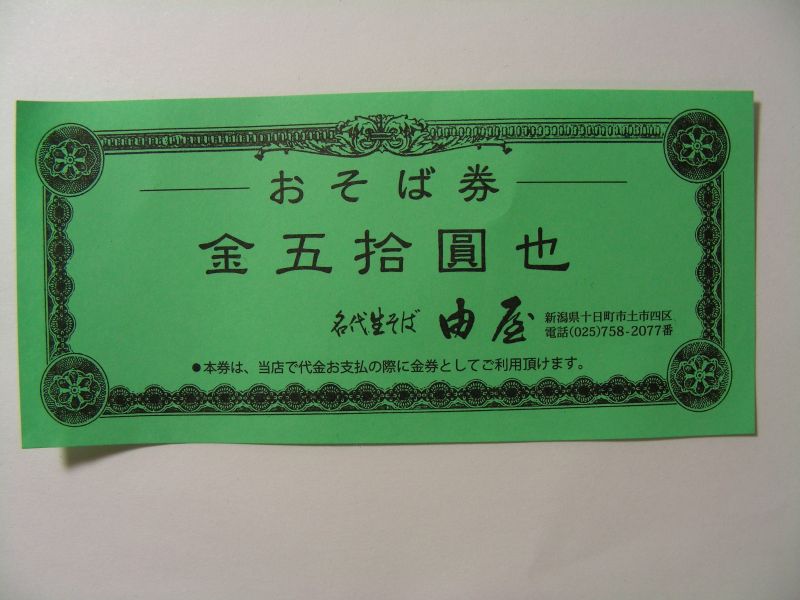 おそば券
金五拾圓也
名代生そば 由屋 新潟県十日町市土市四区
電話(025)758-2077番
●本券は、当店で代金お支払の際に金券としてご利用頂けます。